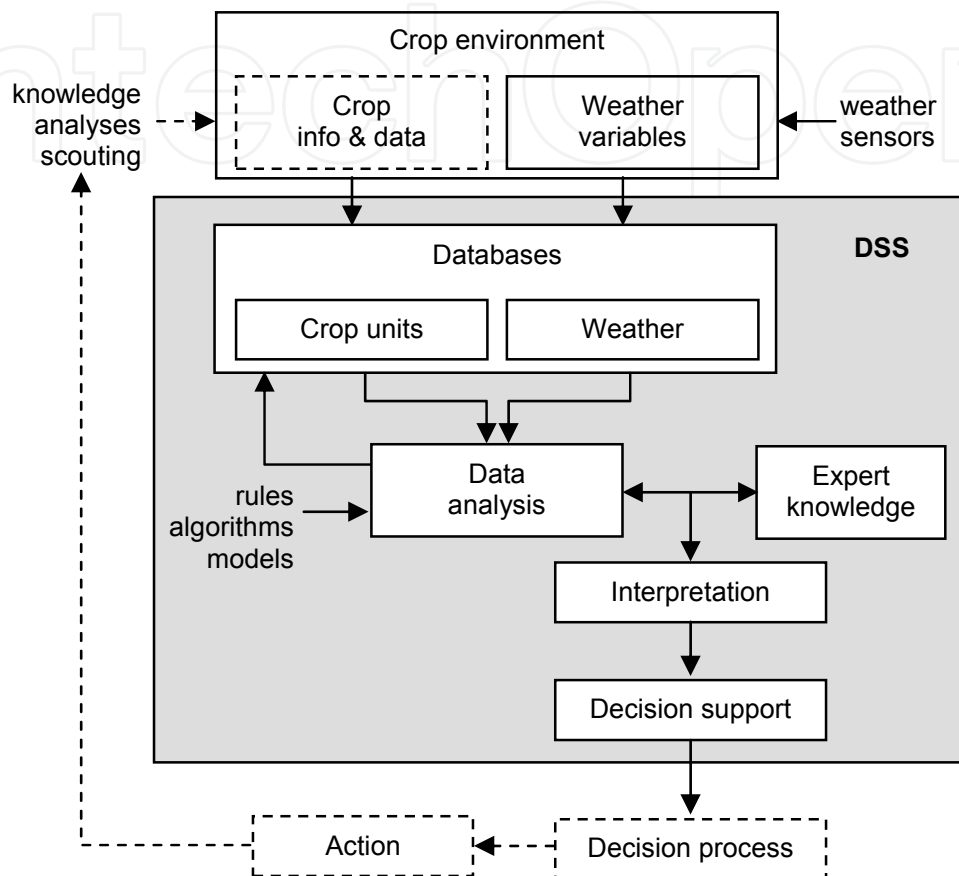 Crop environment
knowledge
analyses
scouting
Crop
info & data
Weather
variables
weather
sensors
DSS
Databases
Crop units
Weather
Data
analysis
Expert
knowledge
rules
algorithms
models
Interpretation
Decision support
Action
Decision process